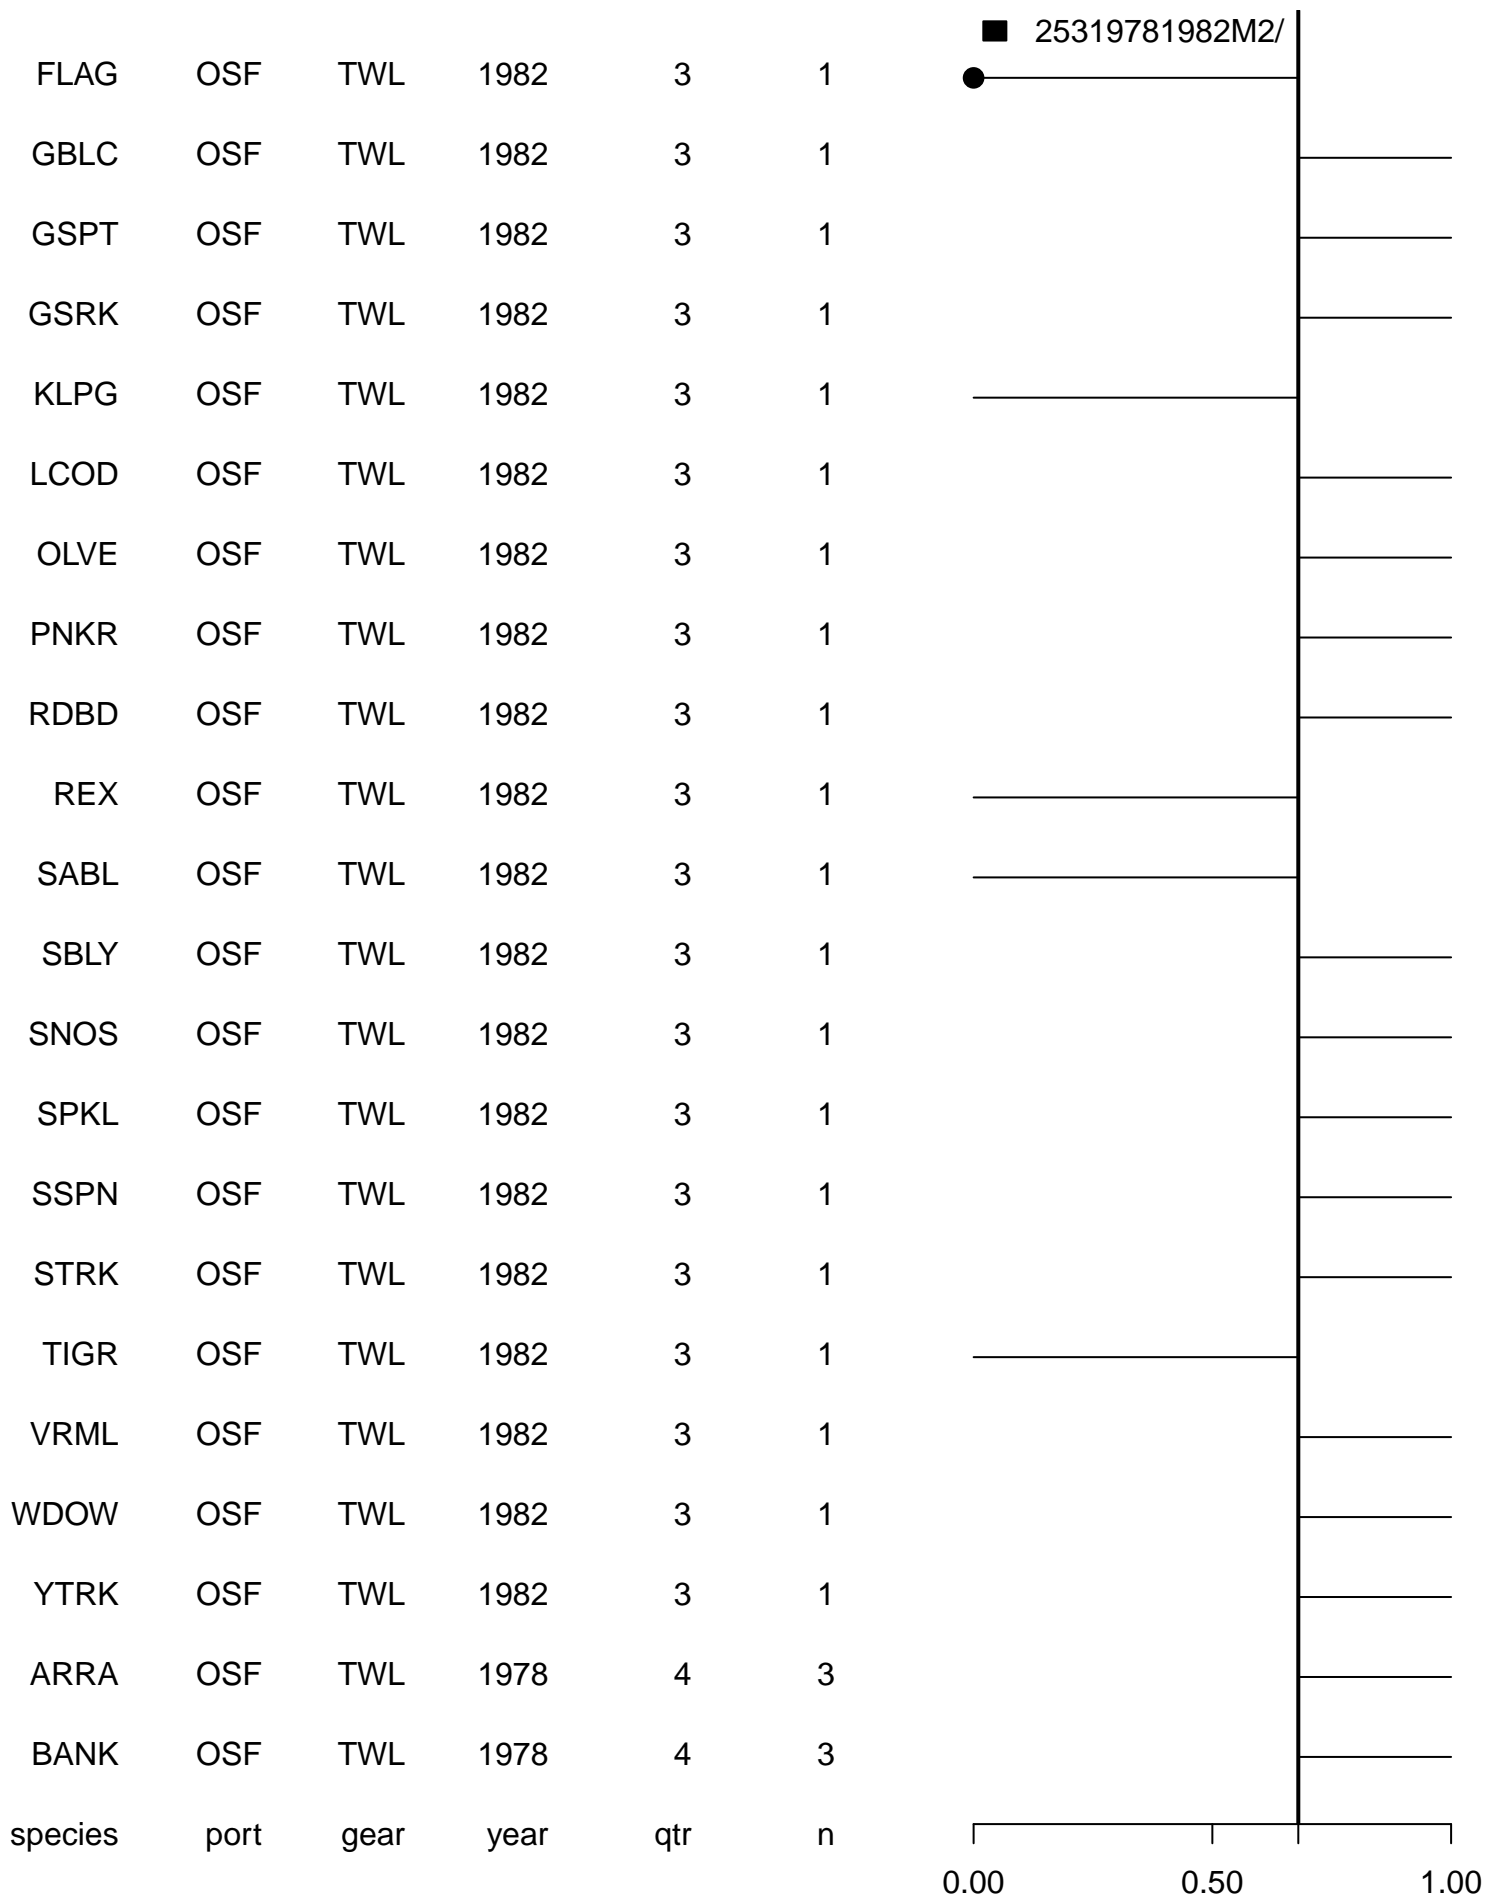 25319781982M2/
FLAG OSF TWL 1982 3 1
GBLC OSF TWL 1982 3 1
GSPT OSF TWL 1982 3 1
GSRK OSF TWL 1982 3 1
KLPG OSF TWL 1982 3 1
LCOD OSF TWL 1982 3 1
OLVE OSF TWL 1982 3 1
PNKR OSF TWL 1982 3 1
RDBD OSF TWL 1982 3 1
REX OSF TWL 1982 3 1
SABL OSF TWL 1982 3 1
SBLY OSF TWL 1982 3 1
SNOS OSF TWL 1982 3 1
SPKL OSF TWL 1982 3 1
SSPN OSF TWL 1982 3 1
STRK OSF TWL 1982 3 1
TIGR OSF TWL 1982 3 1
VRML OSF TWL 1982 3 1
WDOW OSF TWL 1982 3 1
YTRK OSF TWL 1982 3 1
ARRA OSF TWL 1978 4 3
BANK OSF TWL 1978 4 3
species port gear year qtr n
0.00 0.50 1.00